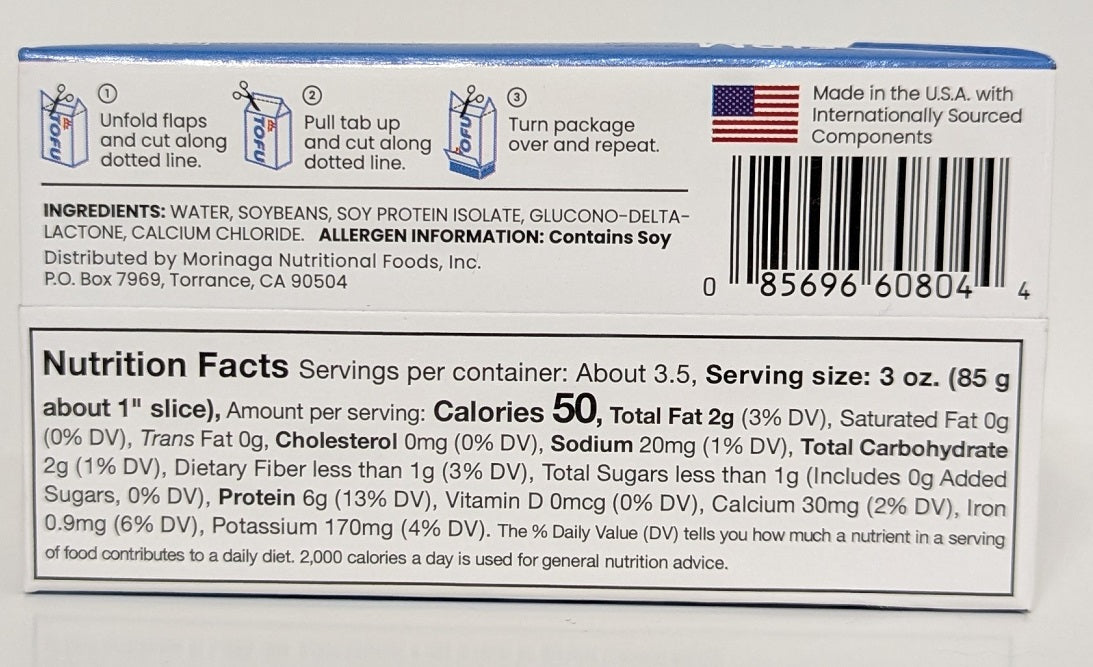 1
Unfold flaps
and cut along
dotted line.
2
Pull tab up
and cut along
dotted line.
3
Turn package
over and repeat.
TOFU
TOFU
TOFU
Made in the U.S.A. with
Internationally Sourced
Components
INGREDIENTS: WATER, SOYBEANS, SOY PROTEIN ISOLATE, GLUCONO-DELTA-
LACTONE, CALCIUM CHLORIDE. ALLERGEN INFORMATION: Contains Soy
Distributed by Morinaga Nutritional Foods, Inc.
P.O. Box 7969, Torrance, CA 90504
0 85696 60804 4
Nutrition Facts Servings per container: About 3.5, Serving size: 3 oz. (85 g
about 1" slice), Amount per serving: Calories 50, Total Fat 2g (3% DV), Saturated Fat 0g
(0% DV), Trans Fat 0g, Cholesterol 0mg (0% DV), Sodium 20mg (1% DV), Total Carbohydrate
2g (1% DV), Dietary Fiber less than 1g (3% DV), Total Sugars less than 1g (Includes 0g Added
Sugars, 0% DV), Protein 6g (13% DV), Vitamin D 0mcg (0% DV), Calcium 30mg (2% DV), Iron
0.9mg (6% DV), Potassium 170mg (4% DV). The % Daily Value (DV) tells you how much a nutrient in a serving
of food contributes to a daily diet. 2,000 calories a day is used for general nutrition advice.